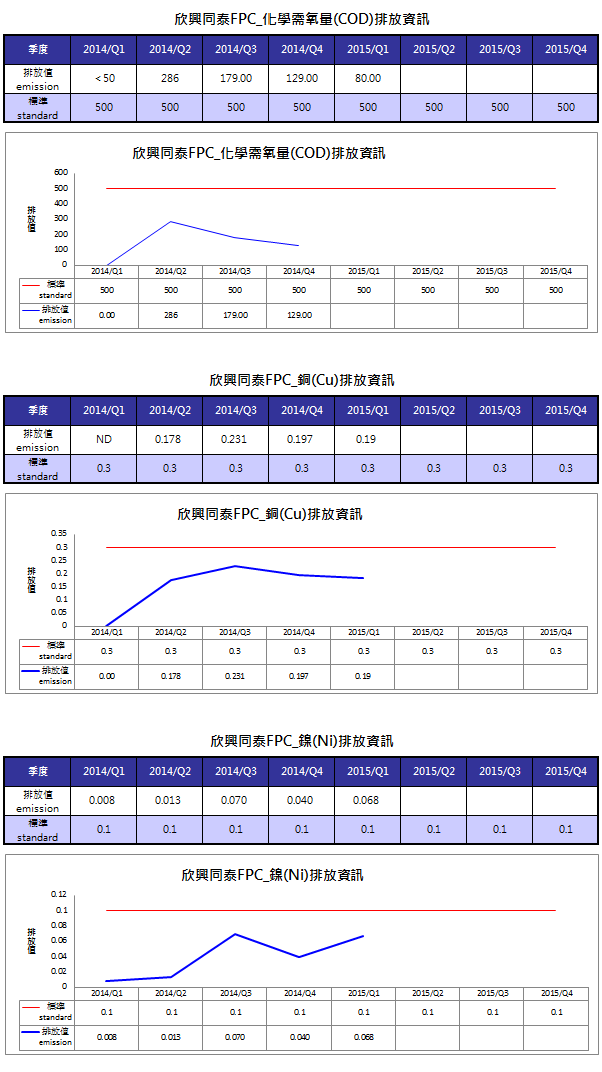 欣興同泰FPC_化學需氧量(COD)排放資訊
季度 2014/Q1 2014/Q2 2014/Q3 2014/Q4 2015/Q1 2015/Q2 2015/Q3 2015/Q4
排放值
emission <50 286 179.00 129.00 80.00
標準
standard 500 500 500 500 500 500 500 500
欣興同泰FPC_化學需氧量(COD)排放資訊
600
500
400
300
200
100
0
排放值
2014/Q1 2014/Q2 2014/Q3 2014/Q4 2015/Q1 2015/Q2 2015/Q3 2015/Q4
標準
standard 500 500 500 500 500 500 500 500
排放值
emission 0.00 286 179.00 129.00
欣興同泰FPC_銅(Cu)排放資訊
季度 2014/Q1 2014/Q2 2014/Q3 2014/Q4 2015/Q1 2015/Q2 2015/Q3 2015/Q4
排放值
emission ND 0.178 0.231 0.197 0.19
標準
standard 0.3 0.3 0.3 0.3 0.3 0.3 0.3 0.3
欣興同泰FPC_銅(Cu)排放資訊
0.35
0.3
0.25
0.2
0.15
0.1
0.05
0
排放值
2014/Q1 2014/Q2 2014/Q3 2014/Q4 2015/Q1 2015/Q2 2015/Q3 2015/Q4
標準
standard 0.3 0.3 0.3 0.3 0.3 0.3 0.3 0.3
排放值
emission 0.00 0.178 0.231 0.197 0.19
欣興同泰FPC_鎳(Ni)排放資訊
季度 2014/Q1 2014/Q2 2014/Q3 2014/Q4 2015/Q1 2015/Q2 2015/Q3 2015/Q4
排放值
emission 0.008 0.013 0.070 0.040 0.068
標準
standard 0.1 0.1 0.1 0.1 0.1 0.1 0.1 0.1
欣興同泰FPC_鎳(Ni)排放資訊
0.12
0.1
0.08
0.06
0.04
0.02
0
排放值
2014/Q1 2014/Q2 2014/Q3 2014/Q4 2015/Q1 2015/Q2 2015/Q3 2015/Q4
標準
standard 0.1 0.1 0.1 0.1 0.1 0.1 0.1 0.1
排放值
emission 0.008 0.013 0.070 0.040 0.068